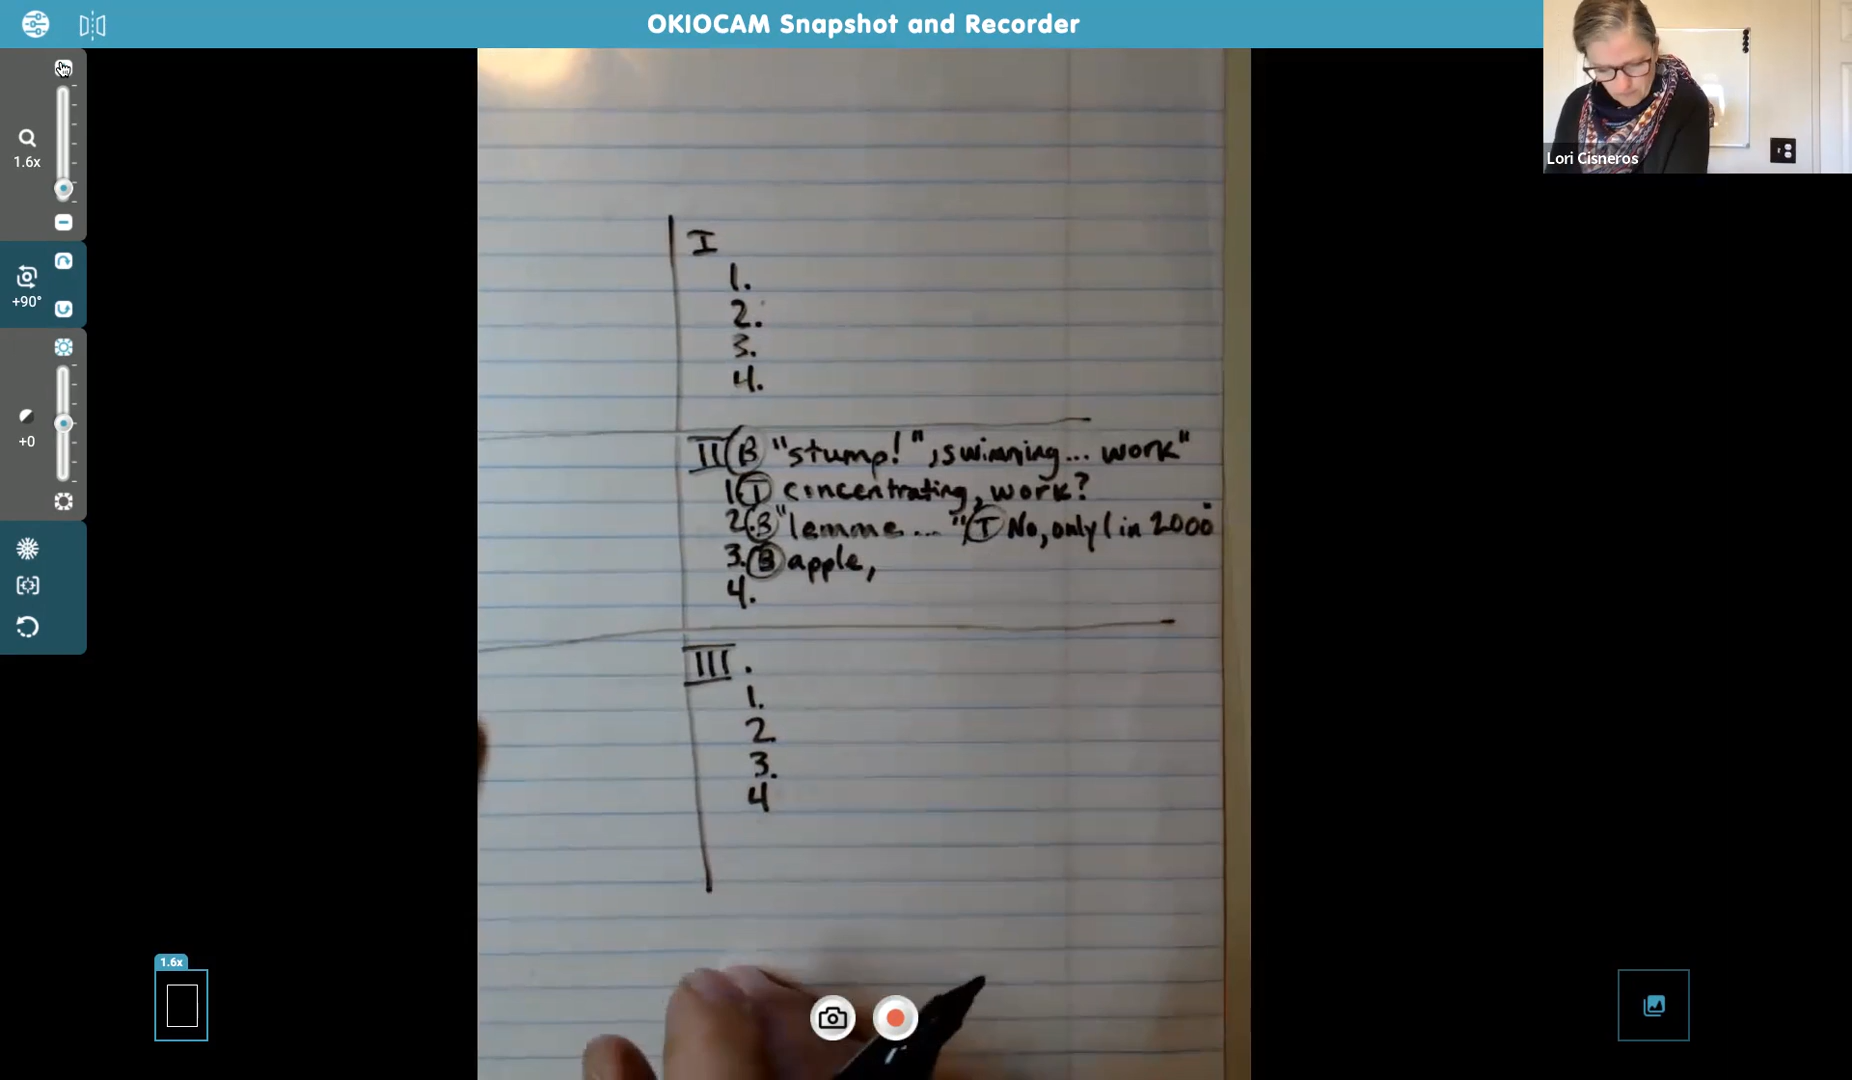 OKIOCAM Snapshot and Recorder
1.6x
+90°
+0
Lori Cisneros
I
1.
2.
3.
4.
II (B) "stump!", swimming... work"
1 (T) concentrating, work?
2. (B) "lemme ... ", (T) No, only 1 in 2000"
3. (B) apple,
4.
III.
1.
2.
3.
4
1.6x